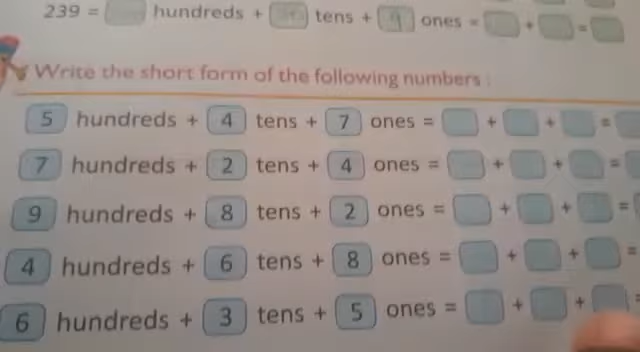 239 = hundreds + tens + 9 ones = + =
Write the short form of the following numbers :
5 hundreds + 4 tens + 7 ones = + + =
7 hundreds + 2 tens + 4 ones = + + =
9 hundreds + 8 tens + 2 ones = + + =
4 hundreds + 6 tens + 8 ones = + + =
6 hundreds + 3 tens + 5 ones = + + =